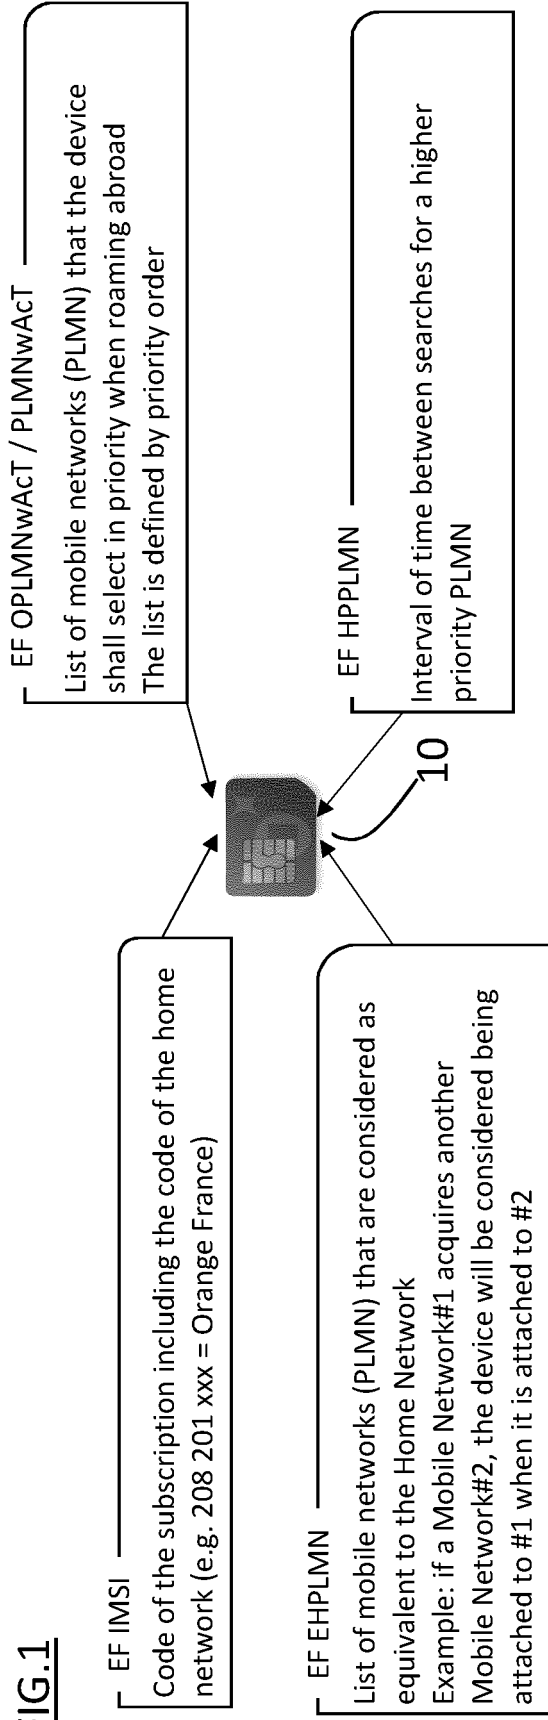 FIG.1
EF IMSI
Code of the subscription including the code of the home
network (e.g. 208 201 xxx = Orange France)
EF OPLMNwAcT / PLMNwAcT
List of mobile networks (PLMN) that the device
shall select in priority when roaming abroad
The list is defined by priority order
EF EHPLMN
List of mobile networks (PLMN) that are considered as
equivalent to the Home Network
Example: if a Mobile Network#1 acquires another
Mobile Network#2, the device will be considered being
attached to #1 when it is attached to #2
EF HPPLMN
Interval of time between searches for a higher
priority PLMN
10